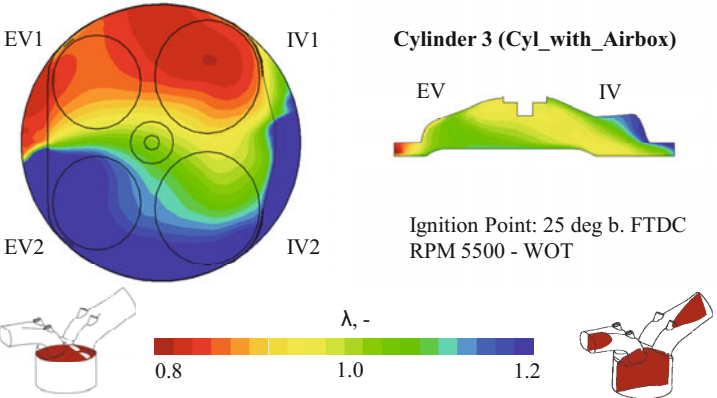 EV1
IV1
EV2
IV2
Cylinder 3 (Cyl_with_Airbox)
EV
IV
Ignition Point: 25 deg b. FTDC
RPM 5500 - WOT
λ, -
0.8
1.0
1.2